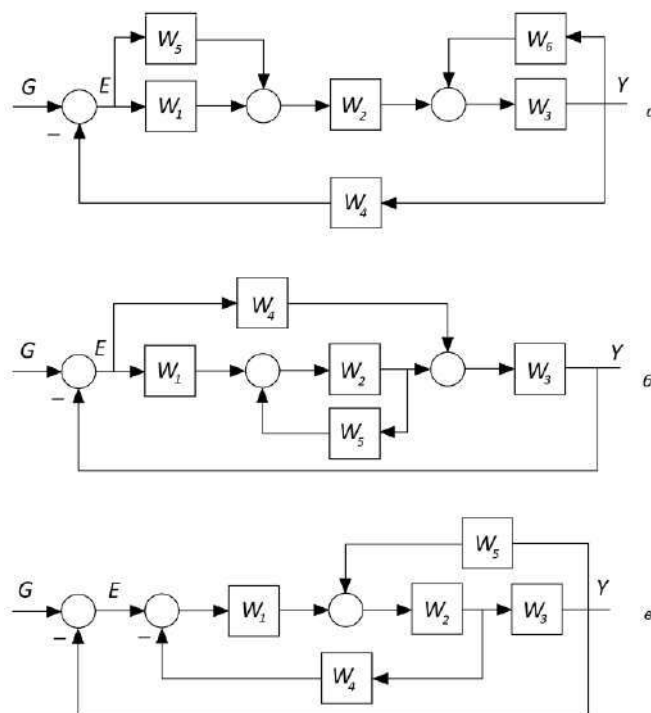 W₅ W₆
G E Y
W₁ W₂ W₃ а
−
W₄
W₄
G E Y
W₁ W₂ W₃ б
−
W₅
W₅
G E Y
W₁ W₂ W₃ в
− −
W₄